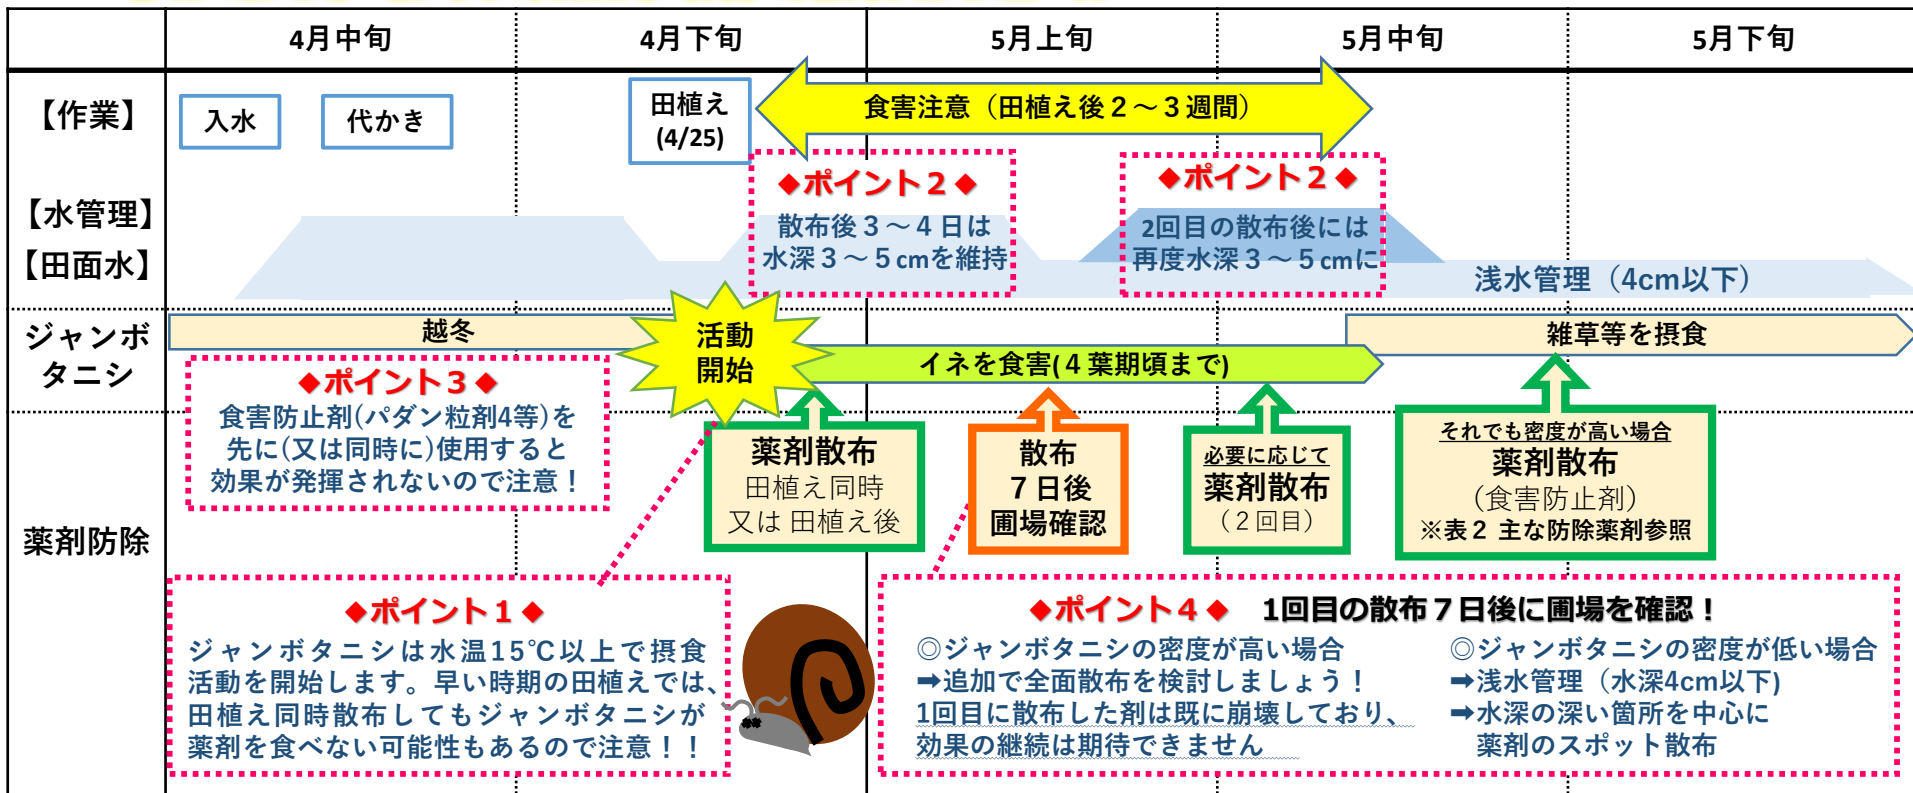 4月中旬
4月下旬
5月上旬
5月中旬
5月下旬
【作業】
入水
代かき
田植え
(4/25)
食害注意（田植え後２～３週間）
【水管理】
【田面水】
◆ポイント２◆
散布後３～４日は
水深３～５cmを維持
◆ポイント２◆
2回目の散布後には
再度水深３～５cmに
浅水管理（4cm以下）
ジャンボ
タニシ
越冬
活動
開始
イネを食害(４葉期頃まで)
雑草等を摂食
◆ポイント３◆
食害防止剤(パダン粒剤4等)を
先に(又は同時に)使用すると
効果が発揮されないので注意！
薬剤防除
薬剤散布
田植え同時
又は 田植え後
散布
７日後
圃場確認
必要に応じて
薬剤散布
（２回目）
それでも密度が高い場合
薬剤散布
（食害防止剤）
※表２ 主な防除薬剤参照
◆ポイント１◆
ジャンボタニシは水温15℃以上で摂食
活動を開始します。早い時期の田植えでは、
田植え同時散布してもジャンボタニシが
薬剤を食べない可能性もあるので注意！！
◆ポイント４◆ 1回目の散布７日後に圃場を確認！
◎ジャンボタニシの密度が高い場合
➡追加で全面散布を検討しましょう！
1回目に散布した剤は既に崩壊しており、
効果の継続は期待できません
◎ジャンボタニシの密度が低い場合
➡浅水管理（水深4cm以下)
➡水深の深い箇所を中心に
薬剤のスポット散布